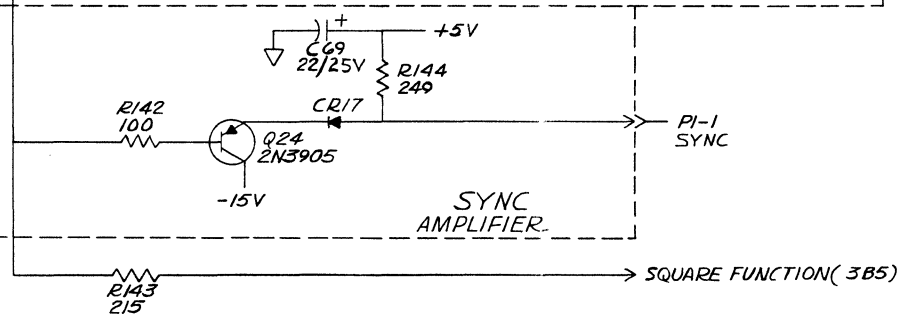 +
+5V
C69
22/25V
R144
249
CR17
R142
100
Q24
2N3905
P1-1
SYNC
-15V
SYNC
AMPLIFIER
SQUARE FUNCTION( 3B5)
R143
215